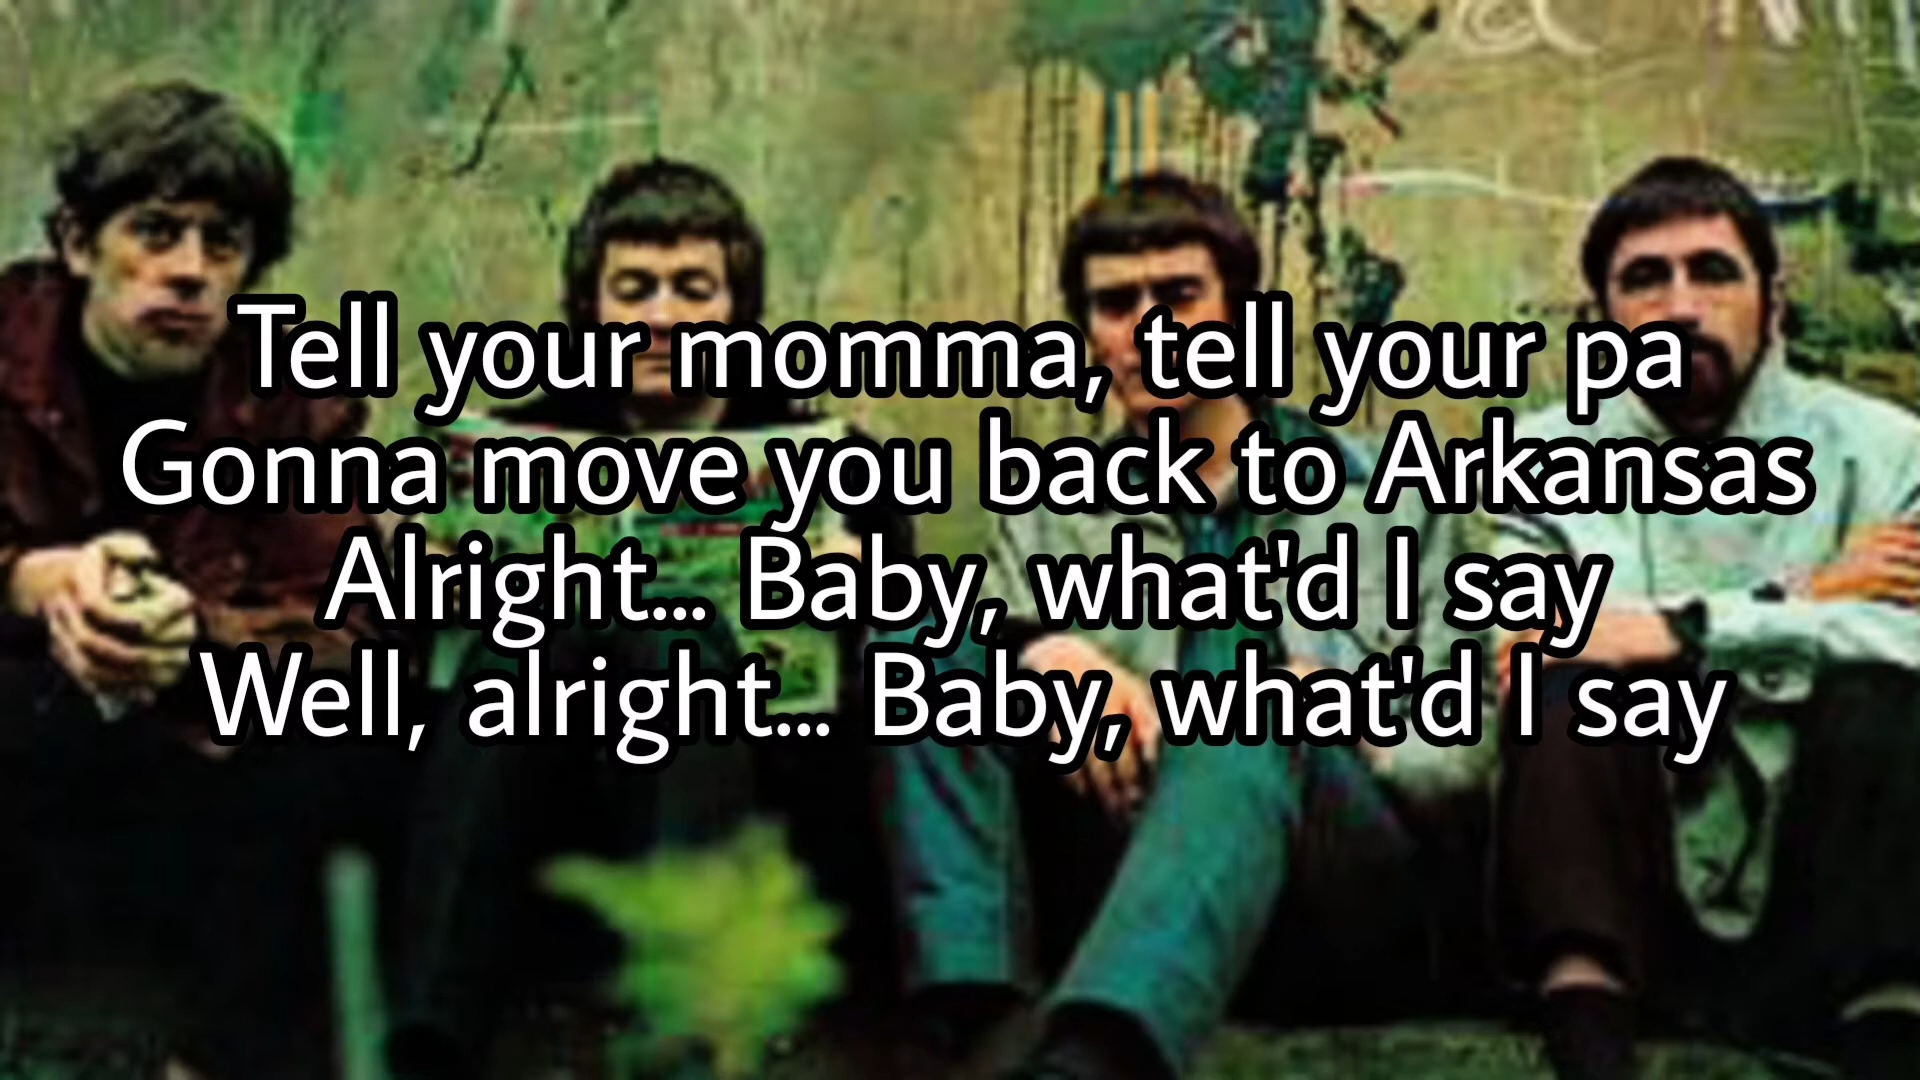 Tell your momma, tell your pa
Gonna move you back to Arkansas
Alright... Baby, what'd I say
Well, alright... Baby, what'd I say